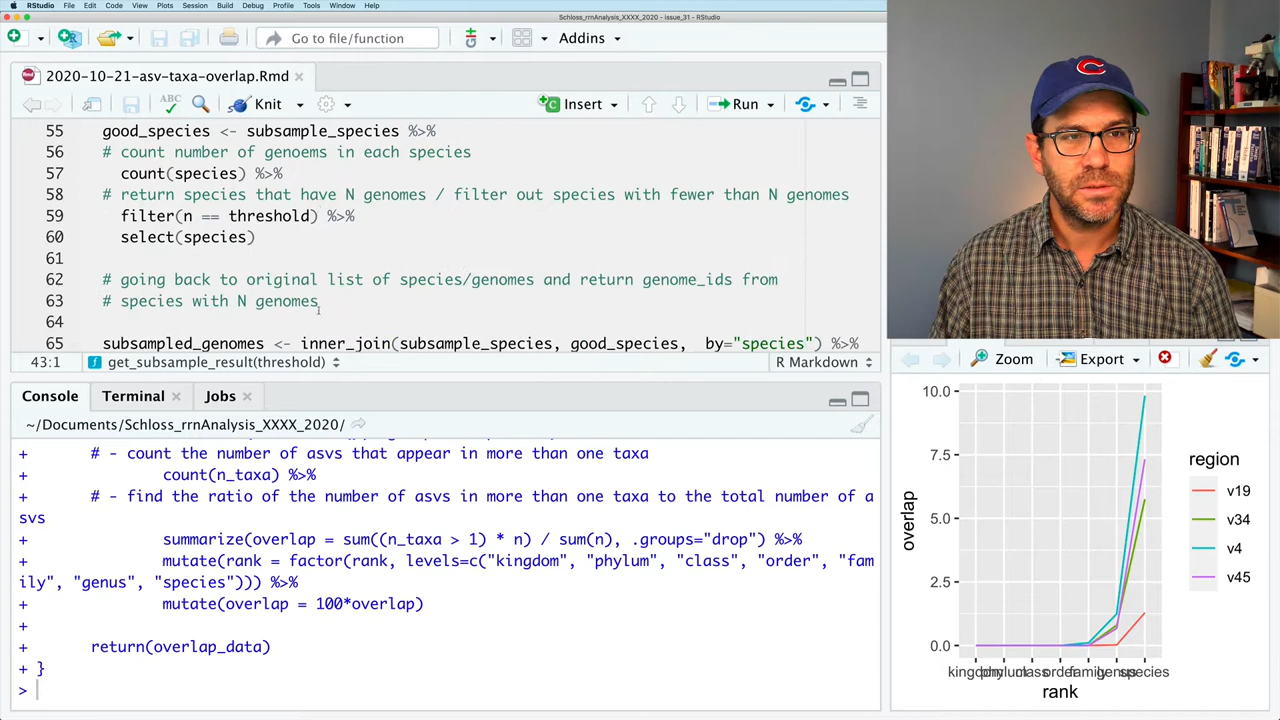 RStudio File Edit Code View Plots Session Build Debug Profile Tools Window Help
Schloss_rrnAnalysis_XXXX_2020 - issue_31 - RStudio
Go to file/function Addins
2020-10-21-asv-taxa-overlap.Rmd
ABC Knit Insert Run
55 good_species <- subsample_species %>%
56 # count number of genoems in each species
57 count(species) %>%
58 # return species that have N genomes / filter out species with fewer than N genomes
59 filter(n == threshold) %>%
60 select(species)
61
62 # going back to original list of species/genomes and return genome_ids from
63 # species with N genomes
64
65 subsampled_genomes <- inner_join(subsample_species, good_species, by="species") %>%
43:1 get_subsample_result(threshold) R Markdown
Console Terminal Jobs
~/Documents/Schloss_rrnAnalysis_XXXX_2020/
+ # - count the number of asvs that appear in more than one taxa
+ count(n_taxa) %>%
+ # - find the ratio of the number of asvs in more than one taxa to the total number of a
svs
+ summarize(overlap = sum((n_taxa > 1) * n) / sum(n), .groups="drop") %>%
+ mutate(rank = factor(rank, levels=c("kingdom", "phylum", "class", "order", "fam
ily", "genus", "species"))) %>%
+ mutate(overlap = 100*overlap)
+
+ return(overlap_data)
+ }
>
Zoom Export
10.0
7.5
5.0
2.5
0.0
overlap
kingdom phylum class order family genus species
rank
region
v19
v34
v4
v45
C